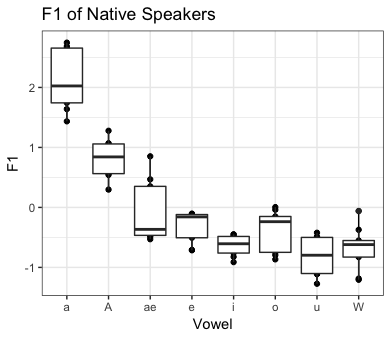 F1 of Native Speakers
F1
2
1
0
-1
a A ae e i o u W
Vowel